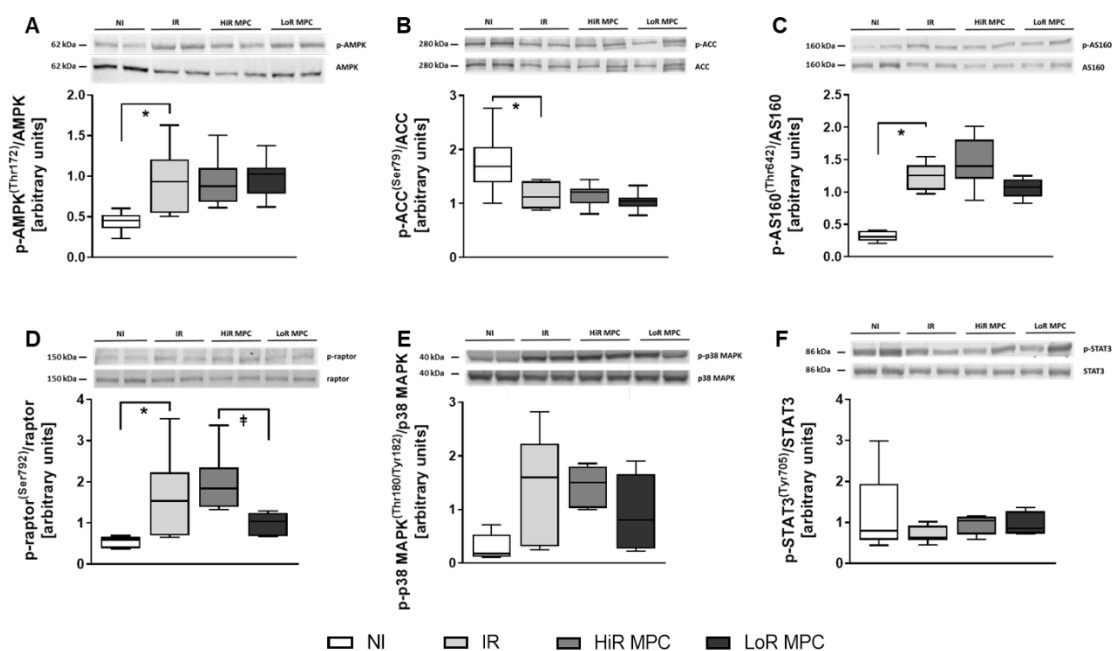 A
NI IR HiR MPC LoR MPC
62 kDa p-AMPK
62 kDa AMPK
p-AMPK(Thr172)/AMPK
[arbitrary units]
2.0
1.5
1.0
0.5
0.0
*
B
NI IR HiR MPC LoR MPC
280 kDa p-ACC
280 kDa ACC
p-ACC(Ser79)/ACC
[arbitrary units]
3
2
1
0
*
C
NI IR HiR MPC LoR MPC
160 kDa p-AS160
160 kDa AS160
p-AS160(Thr642)/AS160
[arbitrary units]
2.5
2.0
1.5
1.0
0.5
0.0
*
D
NI IR HiR MPC LoR MPC
150 kDa p-raptor
150 kDa raptor
p-raptor(Ser792)/raptor
[arbitrary units]
4
3
2
1
0
* ‡
E
NI IR HiR MPC LoR MPC
40 kDa p-p38 MAPK
40 kDa p38 MAPK
p-p38 MAPK(Thr180/Tyr182)/p38 MAPK
[arbitrary units]
3
2
1
0
F
NI IR HiR MPC LoR MPC
86 kDa p-STAT3
86 kDa STAT3
p-STAT3(Tyr705)/STAT3
[arbitrary units]
4
3
2
1
0
NI IR HiR MPC LoR MPC